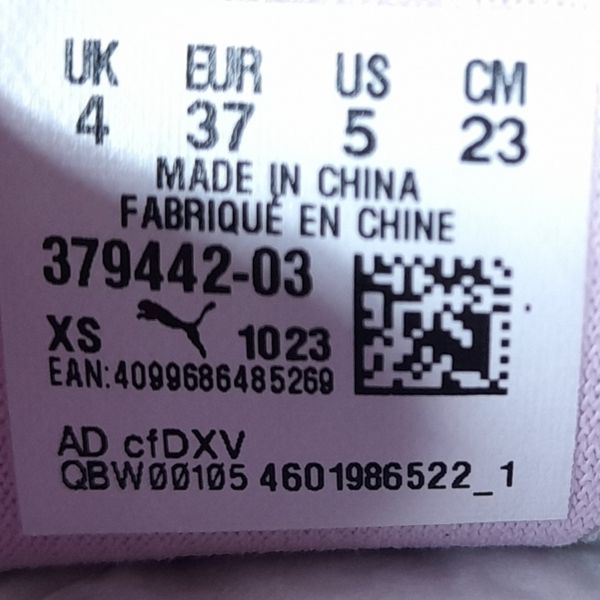 UK EUR US CM
4 37 5 23
MADE IN CHINA
FABRIQUÉ EN CHINE
379442-03
XS 1023
EAN:4099686485269
AD cfDXV
QBW00105 4601986522_1